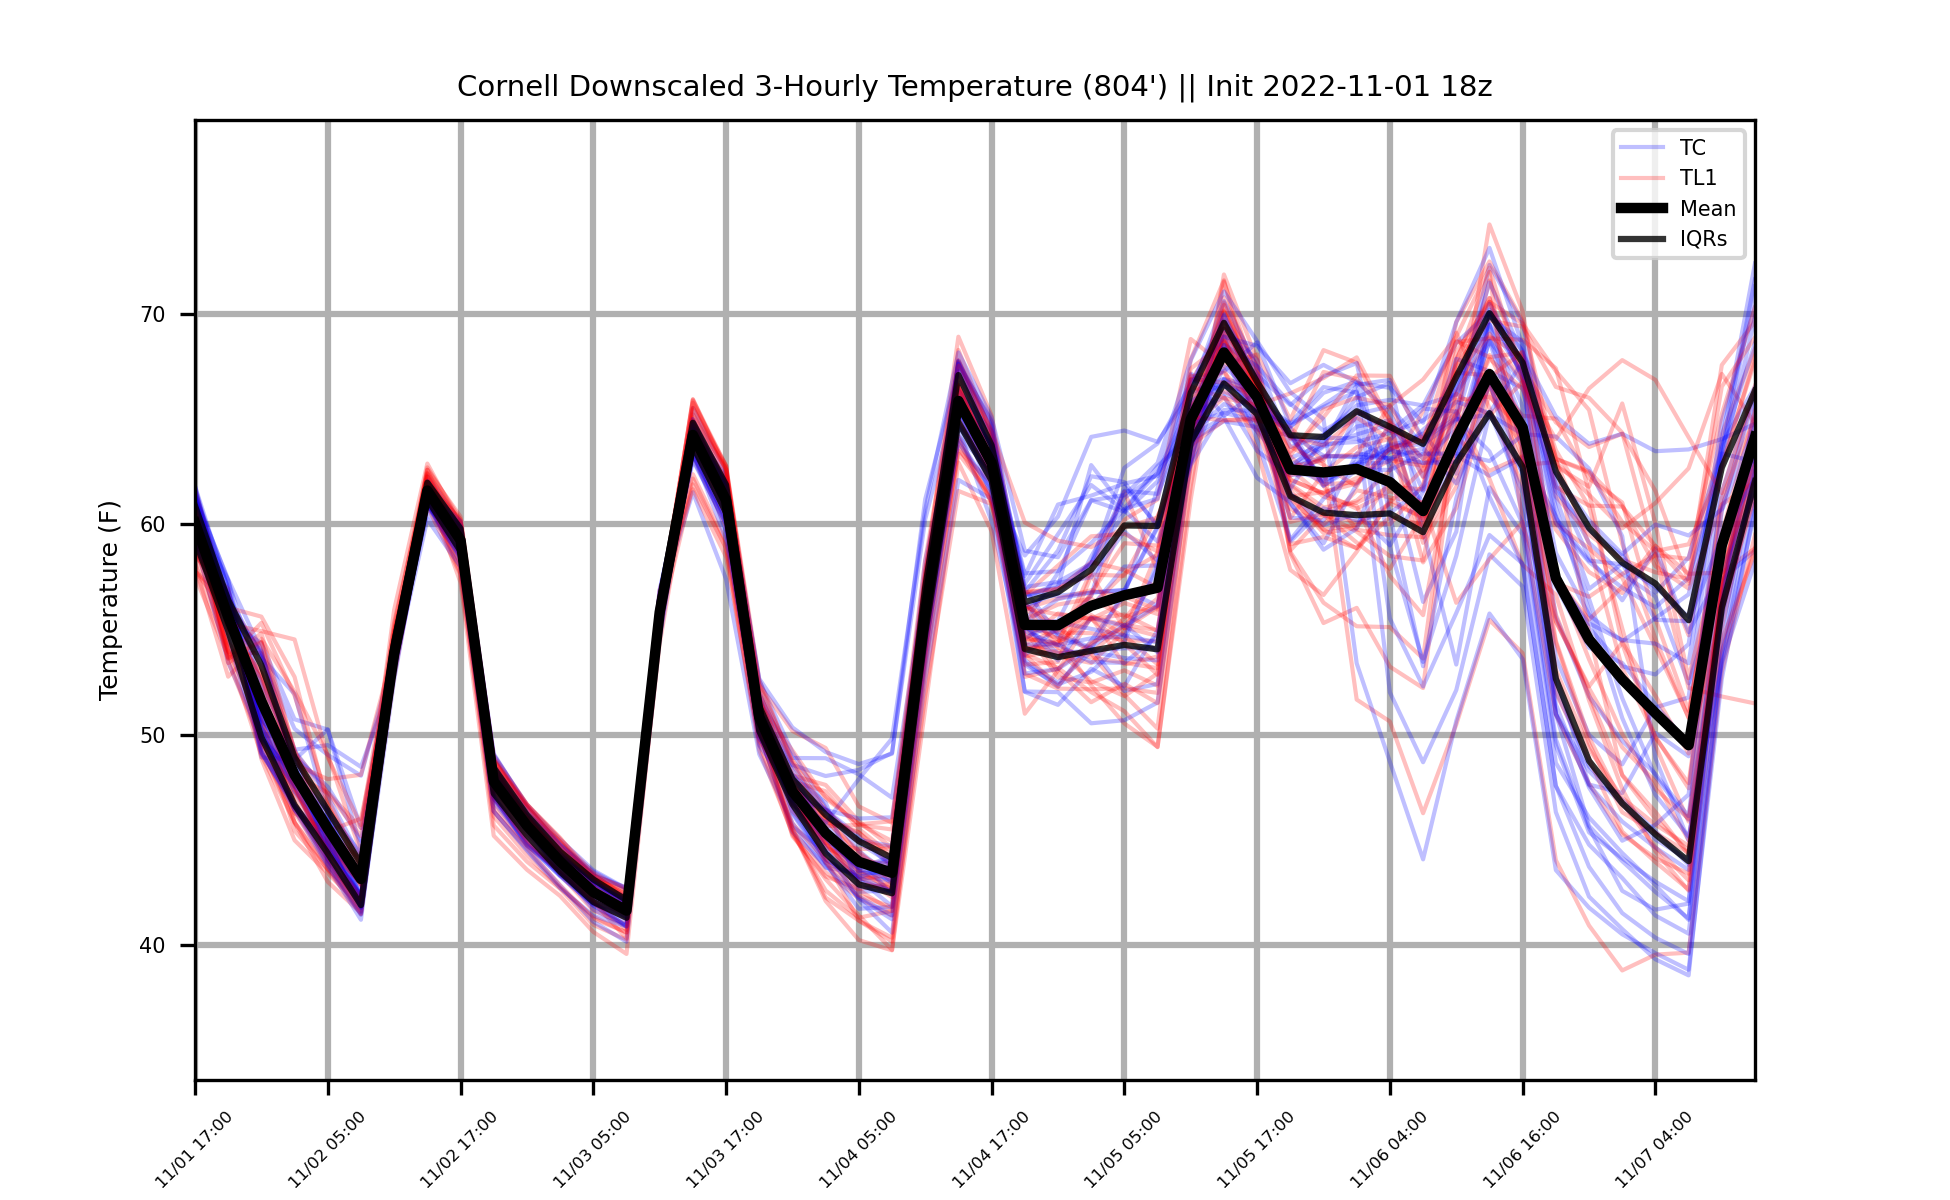 Cornell Downscaled 3-Hourly Temperature (804') || Init 2022-11-01 18z
TC
TL1
Mean
IQRs
Temperature (F)
70
60
50
40
11/01 17:00
11/02 05:00
11/02 17:00
11/03 05:00
11/03 17:00
11/04 05:00
11/04 17:00
11/05 05:00
11/05 17:00
11/06 04:00
11/06 16:00
11/07 04:00